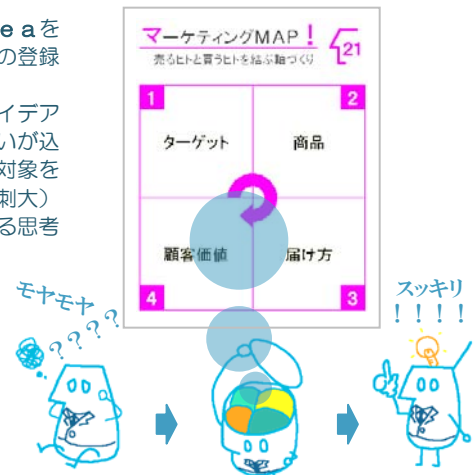 ｅａを
の登録
イデア
いが込
対象を
刺大）
る思考
マーケティングMAP！
21
売るヒトと買うヒトを結ぶ軸づくり
1
2
ターゲット
商品
顧客価値
届け方
4
3
モヤモヤ
????
スッキリ
！！！！